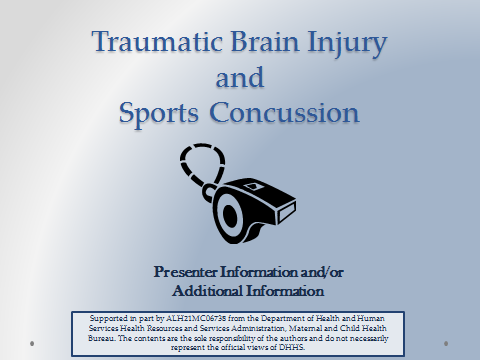 Traumatic Brain Injury
and
Sports Concussion
Presenter Information and/or
Additional Information
Supported in part by ALH21MC06738 from the Department of Health and Human
Services Health Resources and Services Administration, Maternal and Child Health
Bureau. The contents are the sole responsibility of the authors and do not necessarily
represent the official views of DHHS.